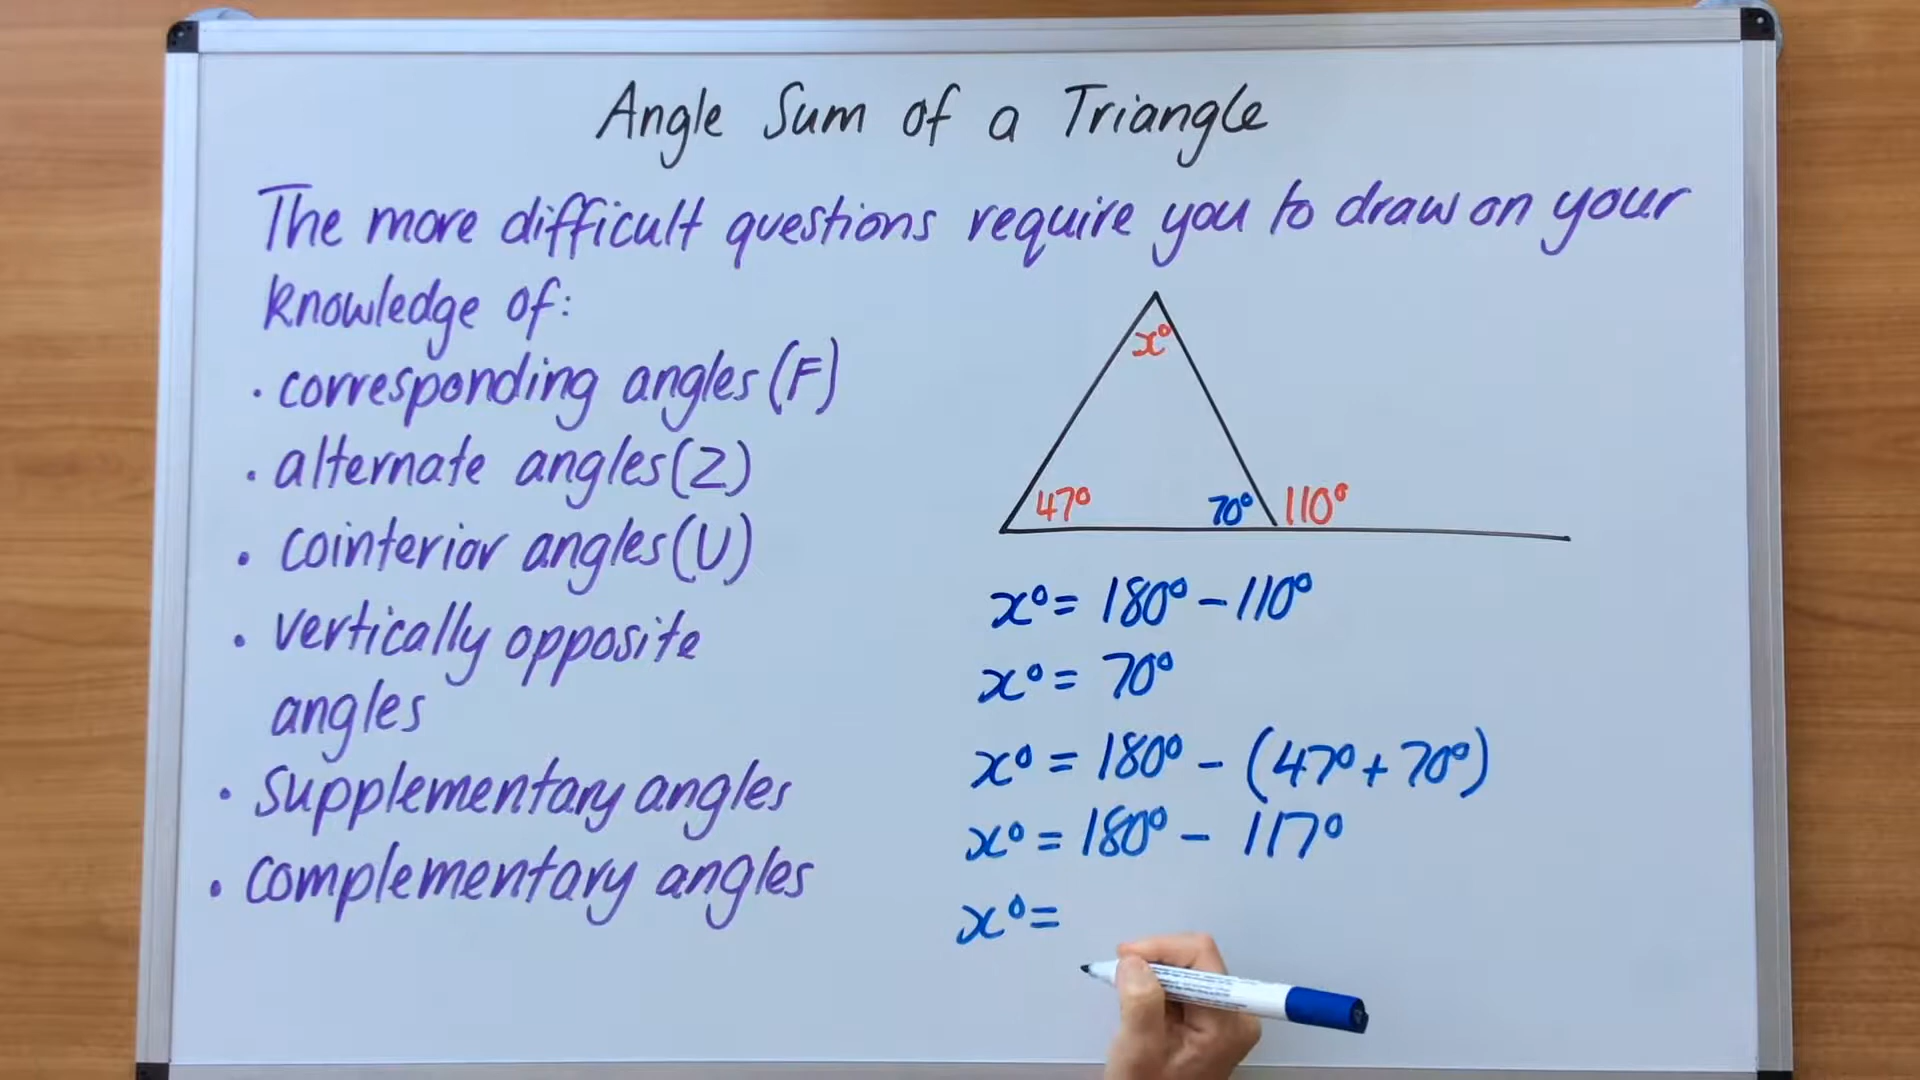 Angle Sum of a Triangle
The more difficult questions require you to draw on your
knowledge of:
• corresponding angles (F)
• alternate angles (Z)
• cointerior angles (U)
• vertically opposite
angles
• supplementary angles
• complementary angles
x°
47° 70° 110°
x° = 180° - 110°
x° = 70°
x° = 180° - (47° + 70°)
x° = 180° - 117°
x° =